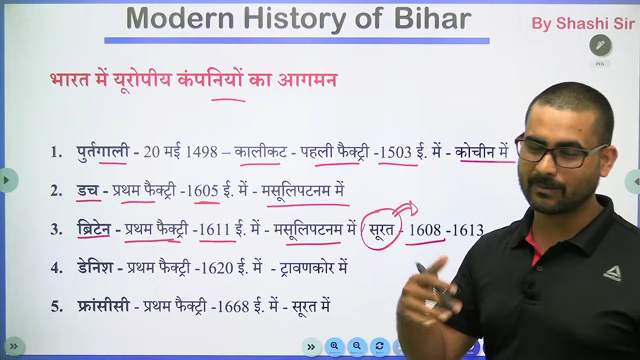 Modern History of Bihar
By Shashi Sir
भारत में यूरोपीय कंपनियों का आगमन
1. पुर्तगाली - 20 मई 1498 – कालीकट - पहली फैक्ट्री -1503 ई. में - कोचीन में
2. डच - प्रथम फैक्ट्री -1605 ई. में - मसूलिपटनम में
3. ब्रिटेन - प्रथम फैक्ट्री -1611 ई. में - मसूलिपटनम में / सूरत - 1608 -1613
4. डेनिश - प्रथम फैक्ट्री -1620 ई. में - ट्रावणकोर में
5. फ्रांसीसी - प्रथम फैक्ट्री -1668 ई. में - सूरत में
Reebok